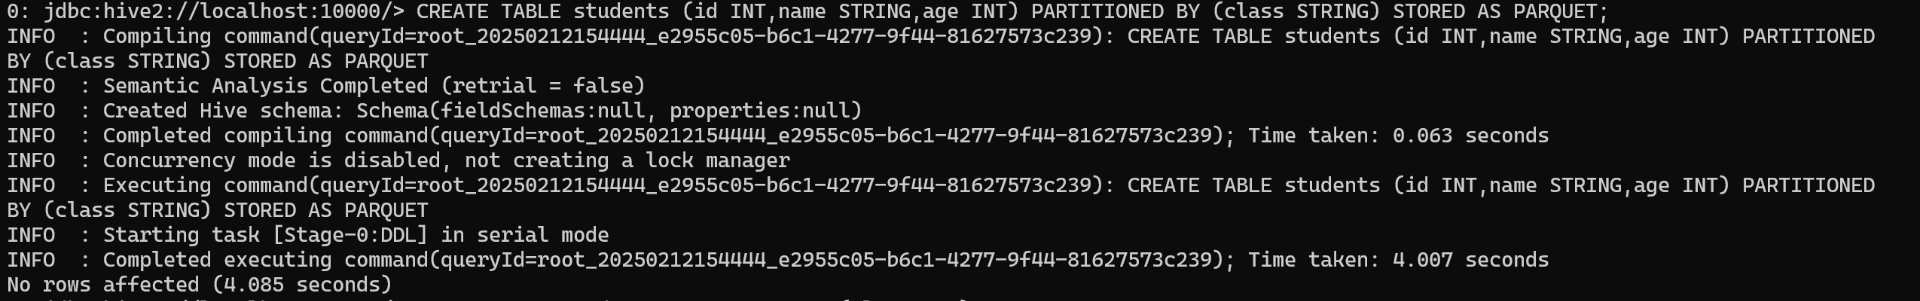 0: jdbc:hive2://localhost:10000/> CREATE TABLE students (id INT,name STRING,age INT) PARTITIONED BY (class STRING) STORED AS PARQUET;
INFO  : Compiling command(queryId=root_20250212154444_e2955c05-b6c1-4277-9f44-81627573c239): CREATE TABLE students (id INT,name STRING,age INT) PARTITIONED
BY (class STRING) STORED AS PARQUET
INFO  : Semantic Analysis Completed (retrial = false)
INFO  : Created Hive schema: Schema(fieldSchemas:null, properties:null)
INFO  : Completed compiling command(queryId=root_20250212154444_e2955c05-b6c1-4277-9f44-81627573c239); Time taken: 0.063 seconds
INFO  : Concurrency mode is disabled, not creating a lock manager
INFO  : Executing command(queryId=root_20250212154444_e2955c05-b6c1-4277-9f44-81627573c239): CREATE TABLE students (id INT,name STRING,age INT) PARTITIONED
BY (class STRING) STORED AS PARQUET
INFO  : Starting task [Stage-0:DDL] in serial mode
INFO  : Completed executing command(queryId=root_20250212154444_e2955c05-b6c1-4277-9f44-81627573c239); Time taken: 4.007 seconds
No rows affected (4.085 seconds)